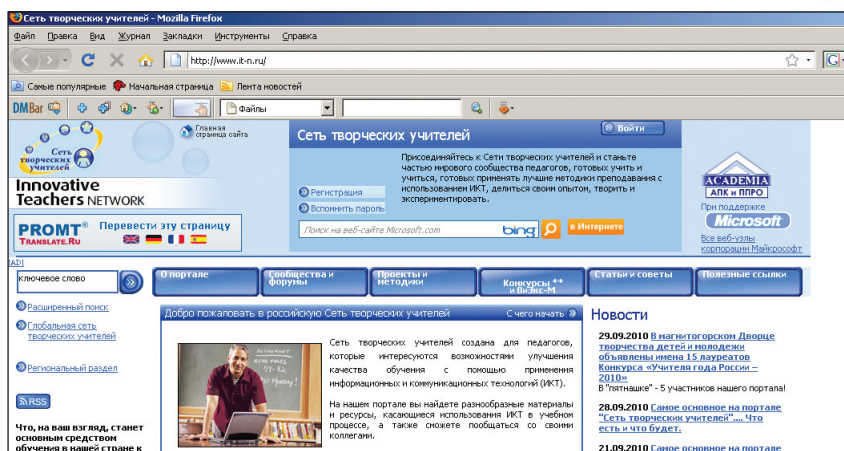 Сеть творческих учителей - Mozilla Firefox
Файл Правка Вид Журнал Закладки Инструменты Справка
http://www.it-n.ru/
Самые популярные Начальная страница Лента новостей
DMBar Файлы
Сеть
творческих
учителей
Innovative
Teachers NETWORK
Главная
страница сайта
PROMT®
TRANSLATE.RU
Перевести эту страницу
Сеть творческих учителей
Войти
Присоединяйтесь к Сети творческих учителей и станьте
частью мирового сообщества педагогов, готовых учить и
учиться, готовых применять лучшие методики преподавания с
использованием ИКТ, делиться своим опытом, творить и
экспериментировать.
Регистрация
Вспомнить пароль
Поиск на веб-сайте Microsoft.com
bing
в Интернете
ACADEMIA
АПК и ППРО
При поддержке
Microsoft
Все веб-узлы
корпорации Майкрософт
[AD]
ключевое слово
О портале
Сообщества и
форумы
Проекты и
методики
Конкурсы **
и ВиЭкс-М
Статьи и советы
Полезные ссылки
Расширенный поиск
Глобальная сеть
творческих учителей
Региональный раздел
RSS
Что, на ваш взгляд, станет
основным средством
обучения в нашей стране к
Добро пожаловать в российскую Сеть творческих учителей
С чего начать
Сеть творческих учителей создана для педагогов,
которые интересуются возможностями улучшения
качества обучения с помощью применения
информационных и коммуникационных технологий (ИКТ).
На нашем портале вы найдете разнообразные материалы
и ресурсы, касающиеся использования ИКТ в учебном
процессе, а также сможете пообщаться со своими
коллегами.
Новости
29.09.2010 В магнитогорском Дворце
творчества детей и молодежи
объявлены имена 15 лауреатов
Конкурса «Учителя года России –
2010»
В "пятнашке" - 5 участников нашего портала!
28.09.2010 Самое основное на портале
"Сеть творческих учителей".... Что
есть и что будет.
21.09.2010 Самое основное на портале